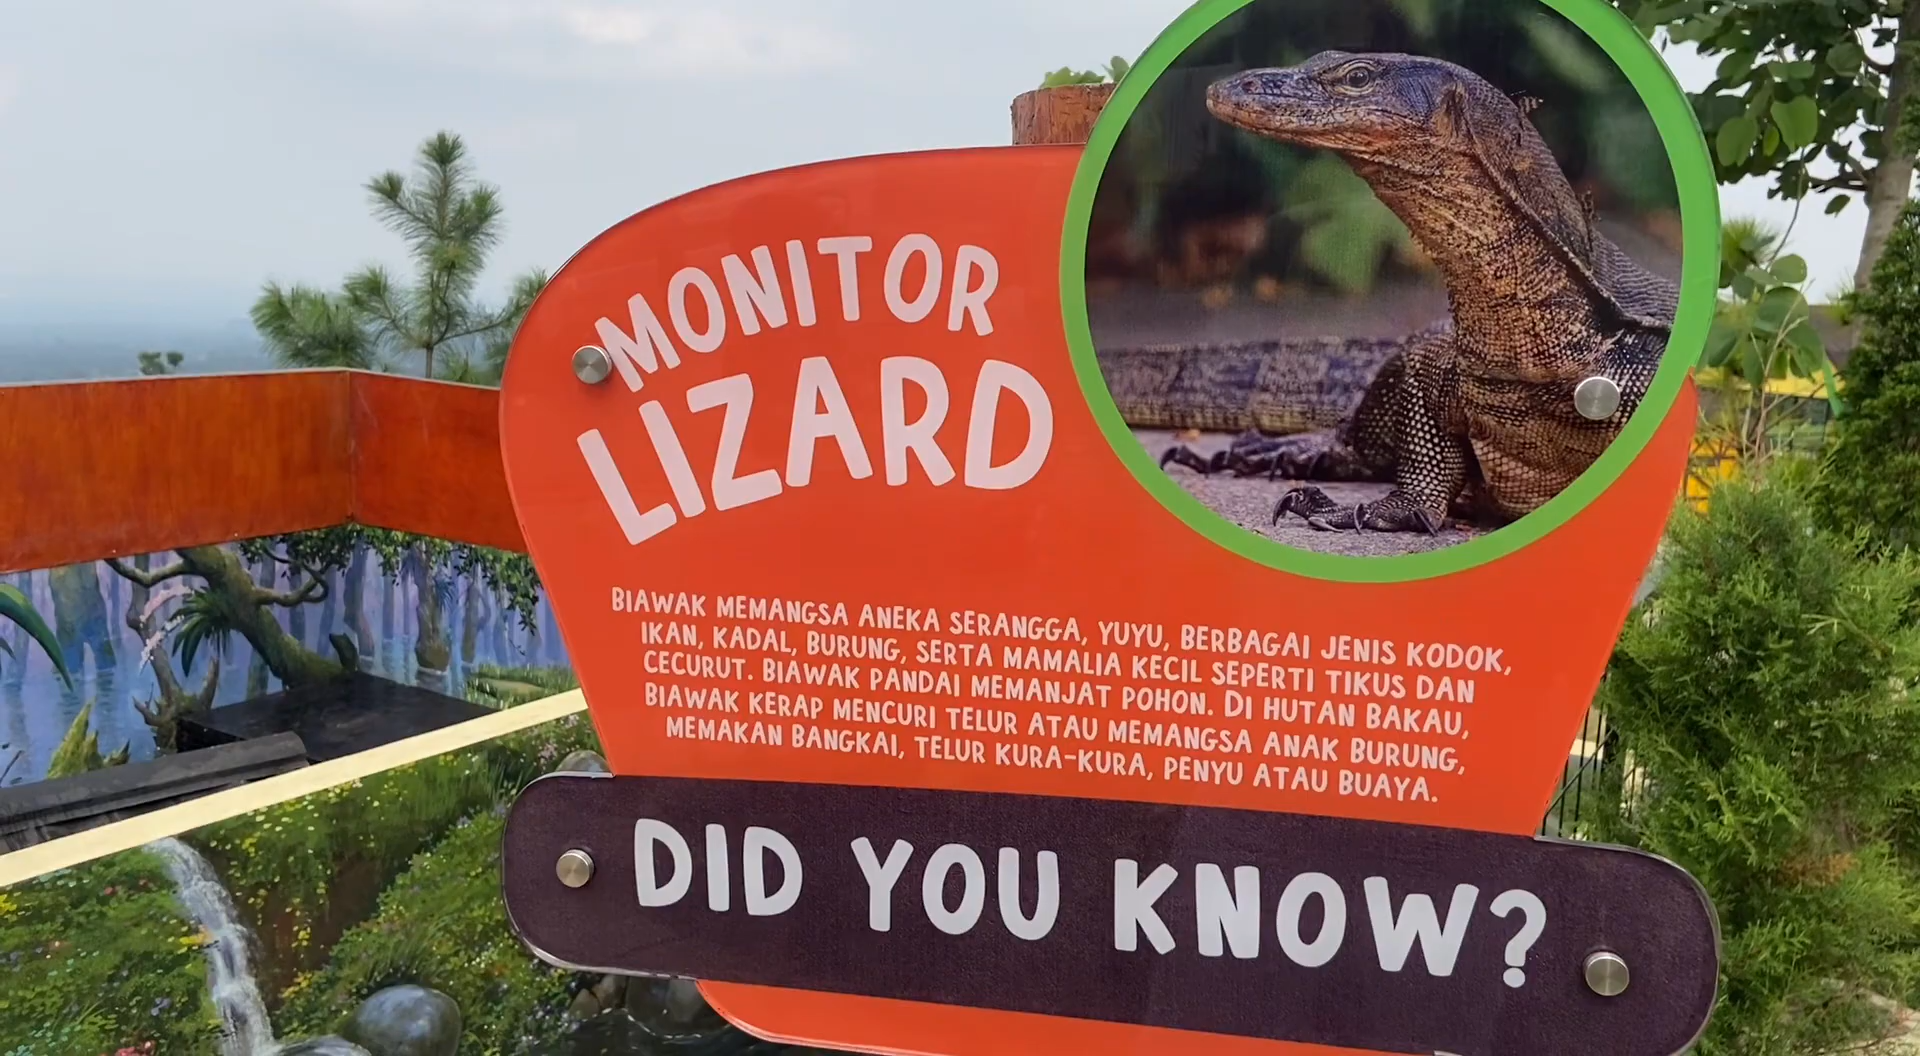 MONITOR
LIZARD
BIAWAK MEMANGSA ANEKA SERANGGA, YUYU, BERBAGAI JENIS KODOK,
IKAN, KADAL, BURUNG, SERTA MAMALIA KECIL SEPERTI TIKUS DAN
CECURUT. BIAWAK PANDAI MEMANJAT POHON. DI HUTAN BAKAU,
BIAWAK KERAP MENCURI TELUR ATAU MEMANGSA ANAK BURUNG,
MEMAKAN BANGKAI, TELUR KURA-KURA, PENYU ATAU BUAYA.
DID YOU KNOW?